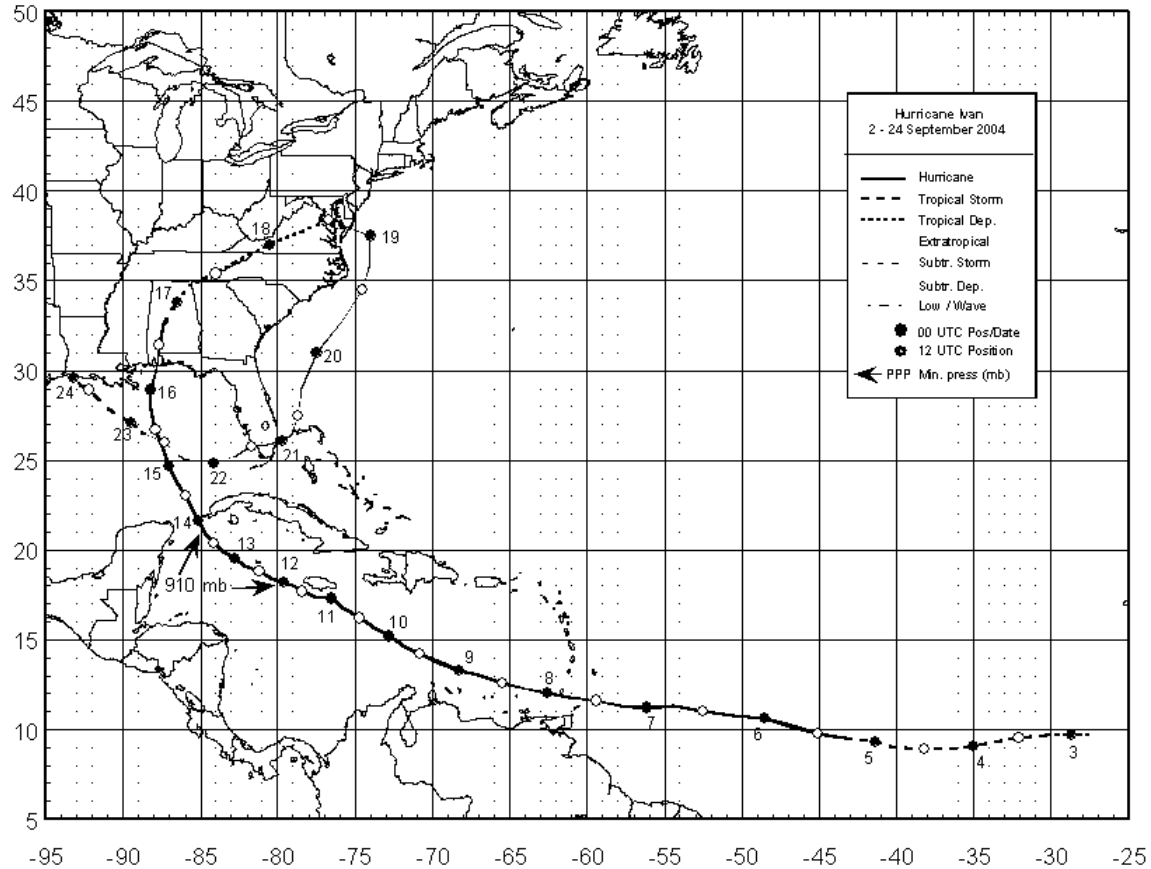 50
45
40
35
30
25
20
15
10
5
-95 -90 -85 -80 -75 -70 -65 -60 -55 -50 -45 -40 -35 -30 -25
Hurricane Ivan
2 - 24 September 2004
Hurricane
Tropical Storm
Tropical Dep.
Extratropical
Subtr. Storm
Subtr. Dep.
Low / Wave
00 UTC Pos/Date
12 UTC Position
PPP Min. press (mb)
18
19
17
20
16
24
23
21
15
22
14
13
12
910 mb
11
10
9
8
7
6
5
4
3